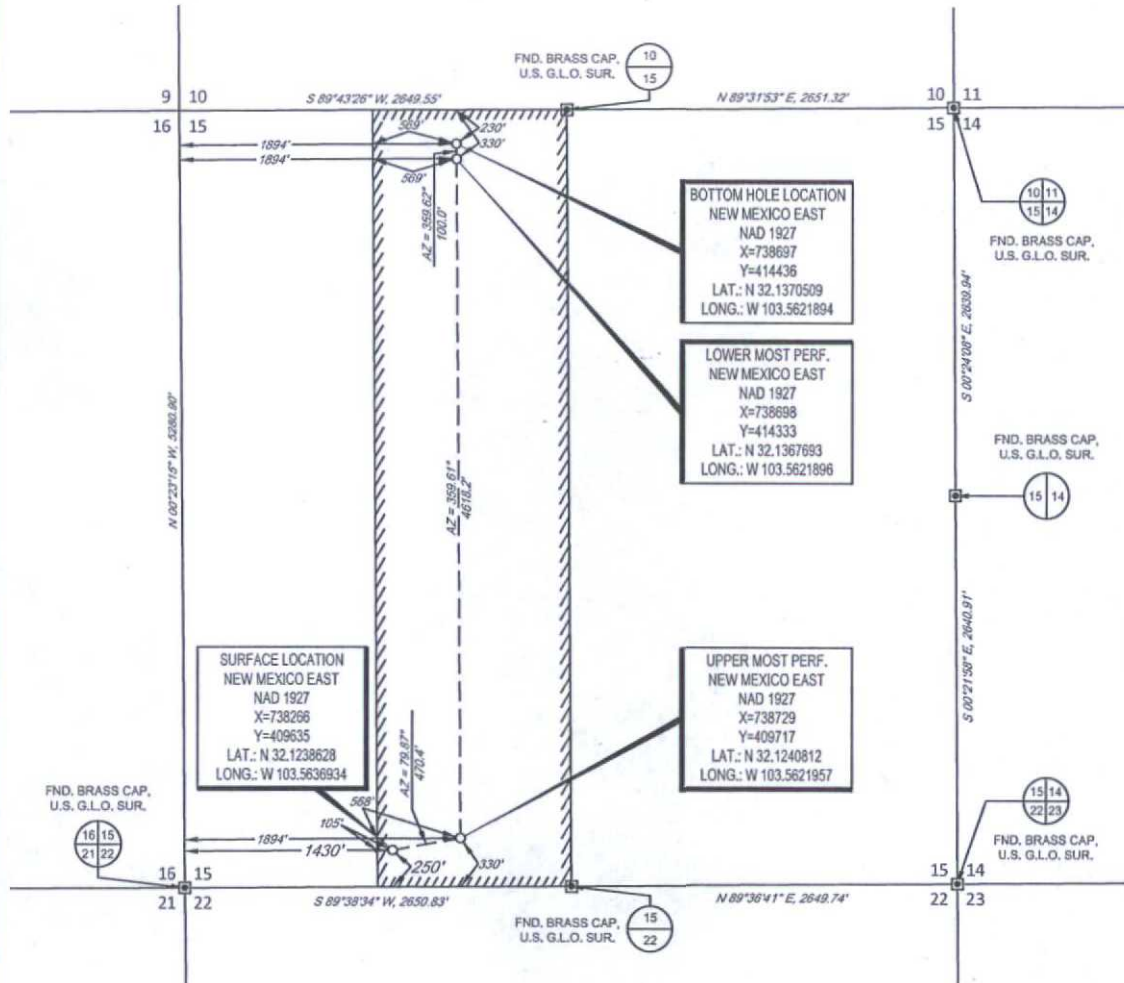 FND. BRASS CAP,
U.S. G.L.O. SUR.
10
15
9 10
S 89°43'26" W, 2649.55'
N 89°31'53" E, 2651.32'
10 11
16 15
15 14
569'
230'
1894'
330'
1894'
569'
AZ = 359.62°
100.0'
BOTTOM HOLE LOCATION
NEW MEXICO EAST
NAD 1927
X=738697
Y=414436
LAT.: N 32.1370509
LONG.: W 103.5621894
10 11
15 14
FND. BRASS CAP,
U.S. G.L.O. SUR.
S 00°24'08" E, 2639.94'
LOWER MOST PERF.
NEW MEXICO EAST
NAD 1927
X=738698
Y=414333
LAT.: N 32.1367693
LONG.: W 103.5621896
FND. BRASS CAP,
U.S. G.L.O. SUR.
15 14
N 00°23'15" W, 5280.90'
AZ = 359.61°
4618.2'
S 00°21'58" E, 2640.91'
SURFACE LOCATION
NEW MEXICO EAST
NAD 1927
X=738266
Y=409635
LAT.: N 32.1238628
LONG.: W 103.5636934
UPPER MOST PERF.
NEW MEXICO EAST
NAD 1927
X=738729
Y=409717
LAT.: N 32.1240812
LONG.: W 103.5621957
AZ = 79.87°
470.4'
FND. BRASS CAP,
U.S. G.L.O. SUR.
16 15
21 22
568'
105'
1894'
1430'
250'
330'
15 14
22 23
FND. BRASS CAP,
U.S. G.L.O. SUR.
16 15
15 14
21 22
S 89°38'34" W, 2650.83'
N 89°36'41" E, 2649.74'
22 23
FND. BRASS CAP,
U.S. G.L.O. SUR.
15
22